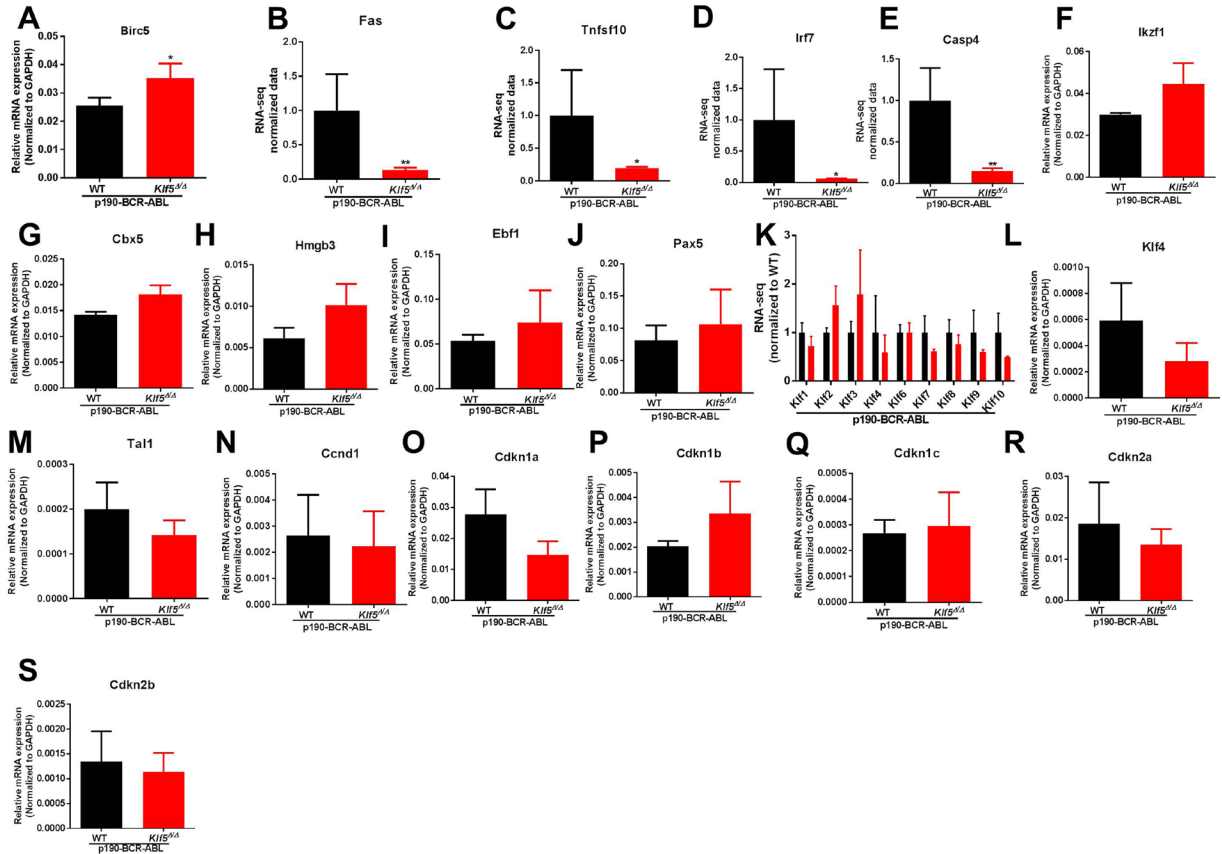 A
Birc5
Relative mRNA expression
(Normalized to GAPDH)
0.05
0.04
0.03
0.02
0.01
0.00
*
WT
Klf5Δ/Δ
p190-BCR-ABL
B
Fas
RNA-seq
normalized data
2.0
1.5
1.0
0.5
0.0
**
WT
Klf5Δ/Δ
p190-BCR-ABL
C
Tnfsf10
RNA-seq
normalized data
2.0
1.5
1.0
0.5
0.0
*
WT
Klf5Δ/Δ
p190-BCR-ABL
D
Irf7
RNA-seq
normalized data
2.0
1.5
1.0
0.5
0.0
*
WT
Klf5Δ/Δ
p190-BCR-ABL
E
Casp4
RNA-seq
normalized data
2.0
1.5
1.0
0.5
0.0
**
WT
Klf5Δ/Δ
p190-BCR-ABL
F
Ikzf1
Relative mRNA expression
(Normalized to GAPDH)
0.06
0.04
0.02
0.00
WT
Klf5Δ/Δ
p190-BCR-ABL
G
Cbx5
Relative mRNA expression
(Normalized to GAPDH)
0.025
0.020
0.015
0.010
0.005
0.000
WT
Klf5Δ/Δ
p190-BCR-ABL
H
Hmgb3
Relative mRNA expression
(Normalized to GAPDH)
0.015
0.010
0.005
0.000
WT
Klf5Δ/Δ
p190-BCR-ABL
I
Ebf1
Relative mRNA expression
(Normalized to GAPDH)
0.15
0.10
0.05
0.00
WT
Klf5Δ/Δ
p190-BCR-ABL
J
Pax5
Relative mRNA expression
(Normalized to GAPDH)
0.20
0.15
0.10
0.05
0.00
WT
Klf5Δ/Δ
p190-BCR-ABL
K
RNA-seq
(normalized to WT)
3
2
1
0
Klf1
Klf2
Klf3
Klf4
Klf6
Klf7
Klf8
Klf9
Klf10
p190-BCR-ABL
L
Klf4
Relative mRNA expression
(Normalized to GAPDH)
0.0010
0.0008
0.0006
0.0004
0.0002
0.0000
WT
Klf5Δ/Δ
p190-BCR-ABL
M
Tal1
Relative mRNA expression
(Normalized to GAPDH)
0.0003
0.0002
0.0001
0.0000
WT
Klf5Δ/Δ
p190-BCR-ABL
N
Ccnd1
Relative mRNA expression
(Normalized to GAPDH)
0.005
0.004
0.003
0.002
0.001
0.000
WT
Klf5Δ/Δ
p190-BCR-ABL
O
Cdkn1a
Relative mRNA expression
(Normalized to GAPDH)
0.04
0.03
0.02
0.01
0.00
WT
Klf5Δ/Δ
p190-BCR-ABL
P
Cdkn1b
Relative mRNA expression
(Normalized to GAPDH)
0.005
0.004
0.003
0.002
0.001
0.000
WT
Klf5Δ/Δ
p190-BCR-ABL
Q
Cdkn1c
Relative mRNA expression
(Normalized to GAPDH)
0.0005
0.0004
0.0003
0.0002
0.0001
0.0000
WT
Klf5Δ/Δ
p190-BCR-ABL
R
Cdkn2a
Relative mRNA expression
(Normalized to GAPDH)
0.03
0.02
0.01
0.00
WT
Klf5Δ/Δ
p190-BCR-ABL
S
Cdkn2b
Relative mRNA expression
(Normalized to GAPDH)
0.0025
0.0020
0.0015
0.0010
0.0005
0.0000
WT
Klf5Δ/Δ
p190-BCR-ABL